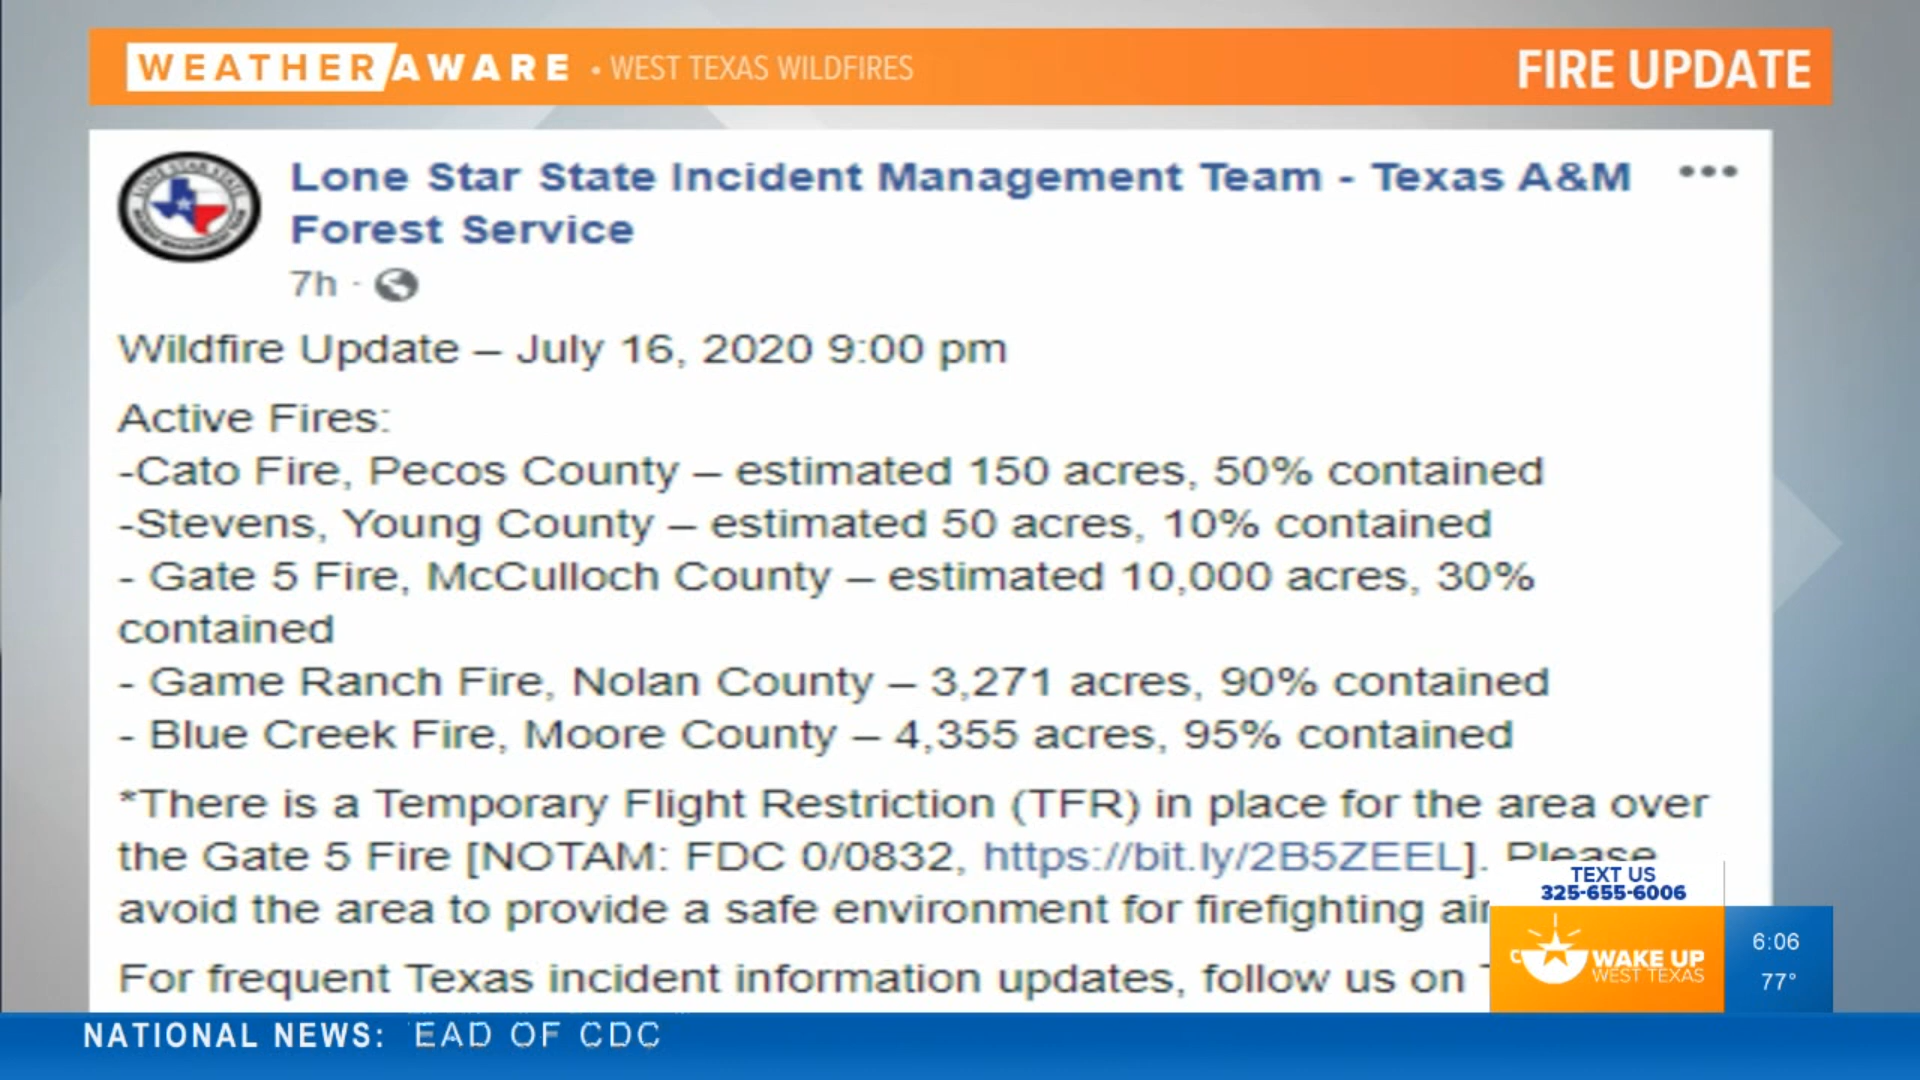 WEATHER AWARE • WEST TEXAS WILDFIRES
FIRE UPDATE
Lone Star State Incident Management Team - Texas A&M
Forest Service
7h ·
Wildfire Update – July 16, 2020 9:00 pm
Active Fires:
-Cato Fire, Pecos County – estimated 150 acres, 50% contained
-Stevens, Young County – estimated 50 acres, 10% contained
- Gate 5 Fire, McCulloch County – estimated 10,000 acres, 30%
contained
- Game Ranch Fire, Nolan County – 3,271 acres, 90% contained
- Blue Creek Fire, Moore County – 4,355 acres, 95% contained
*There is a Temporary Flight Restriction (TFR) in place for the area over
the Gate 5 Fire [NOTAM: FDC 0/0832, https://bit.ly/2B5ZEEL]. Please
avoid the area to provide a safe environment for firefighting air
For frequent Texas incident information updates, follow us on
TEXT US
325-655-6006
WAKE UP
WEST TEXAS
6:06
77°
NATIONAL NEWS: EAD OF CDC